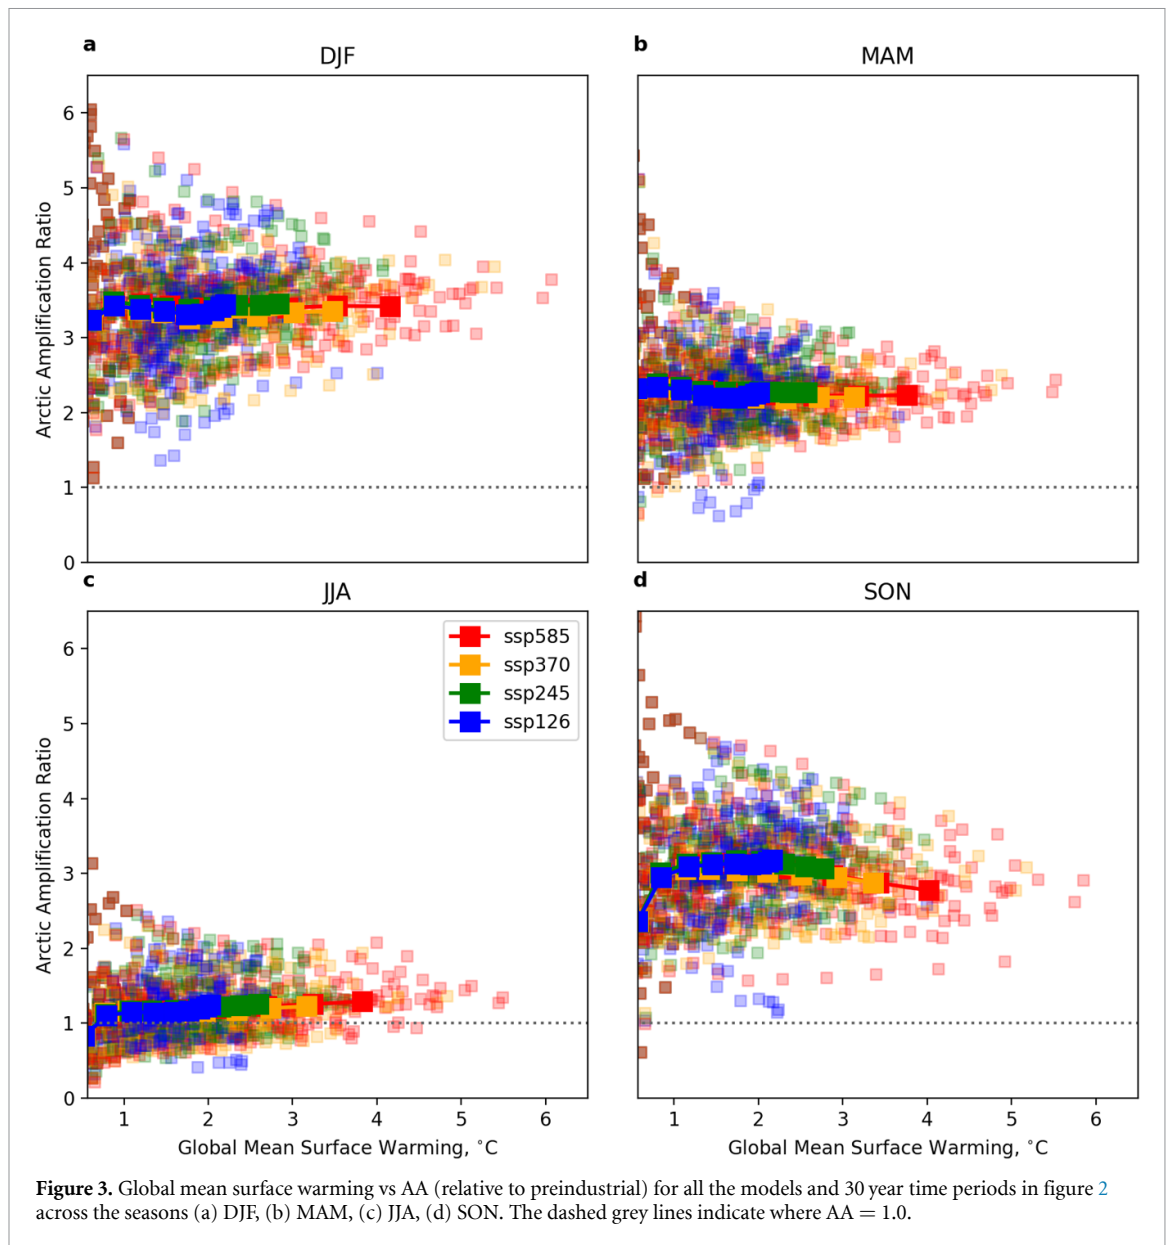 a
DJF
b
MAM
Arctic Amplification Ratio
6
5
4
3
2
1
0
c
JJA
d
SON
ssp585
ssp370
ssp245
ssp126
Arctic Amplification Ratio
6
5
4
3
2
1
0
1 2 3 4 5 6
1 2 3 4 5 6
Global Mean Surface Warming, °C
Global Mean Surface Warming, °C
Figure 3. Global mean surface warming vs AA (relative to preindustrial) for all the models and 30 year time periods in figure 2
across the seasons (a) DJF, (b) MAM, (c) JJA, (d) SON. The dashed grey lines indicate where AA = 1.0.